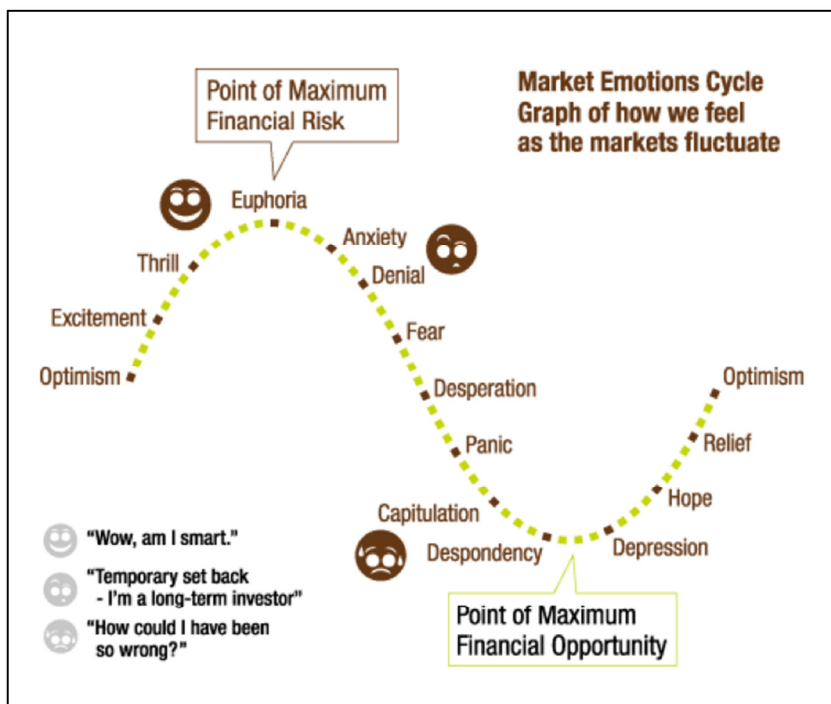 Market Emotions Cycle
Graph of how we feel
as the markets fluctuate
Point of Maximum
Financial Risk
Euphoria
Thrill
Excitement
Optimism
Anxiety
Denial
Fear
Desperation
Panic
Capitulation
Despondency
Depression
Hope
Relief
Optimism
Point of Maximum
Financial Opportunity
“Wow, am I smart.”
“Temporary set back
- I’m a long-term investor”
“How could I have been
so wrong?”